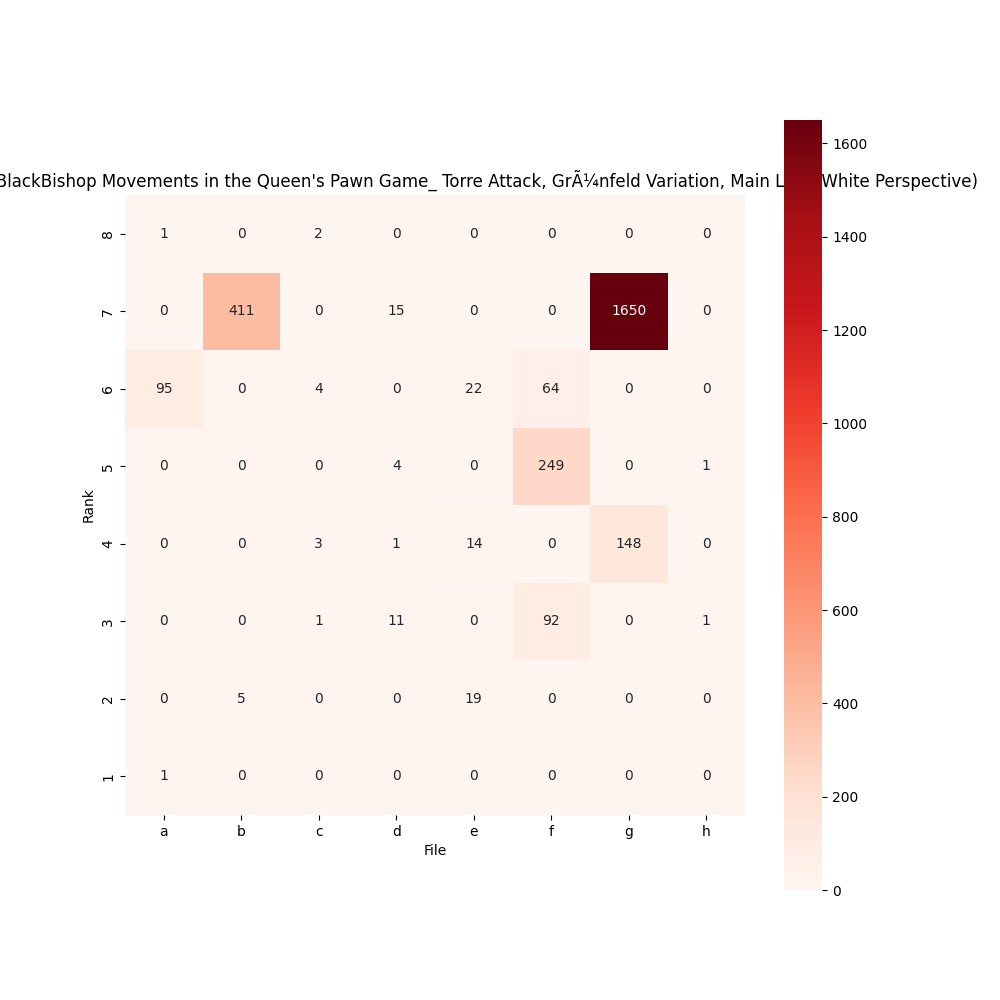 BlackBishop Movements in the Queen's Pawn Game_ Torre Attack, GrÃ¼nfeld Variation, Main L White Perspective)
1600
1400
1200
1000
800
600
400
200
0
Rank
8 1 0 2 0 0 0 0 0
7 0 411 0 15 0 0 1650 0
6 95 0 4 0 22 64 0 0
5 0 0 0 4 0 249 0 1
4 0 0 3 1 14 0 148 0
3 0 0 1 11 0 92 0 1
2 0 5 0 0 19 0 0 0
1 1 0 0 0 0 0 0 0
a b c d e f g h
File